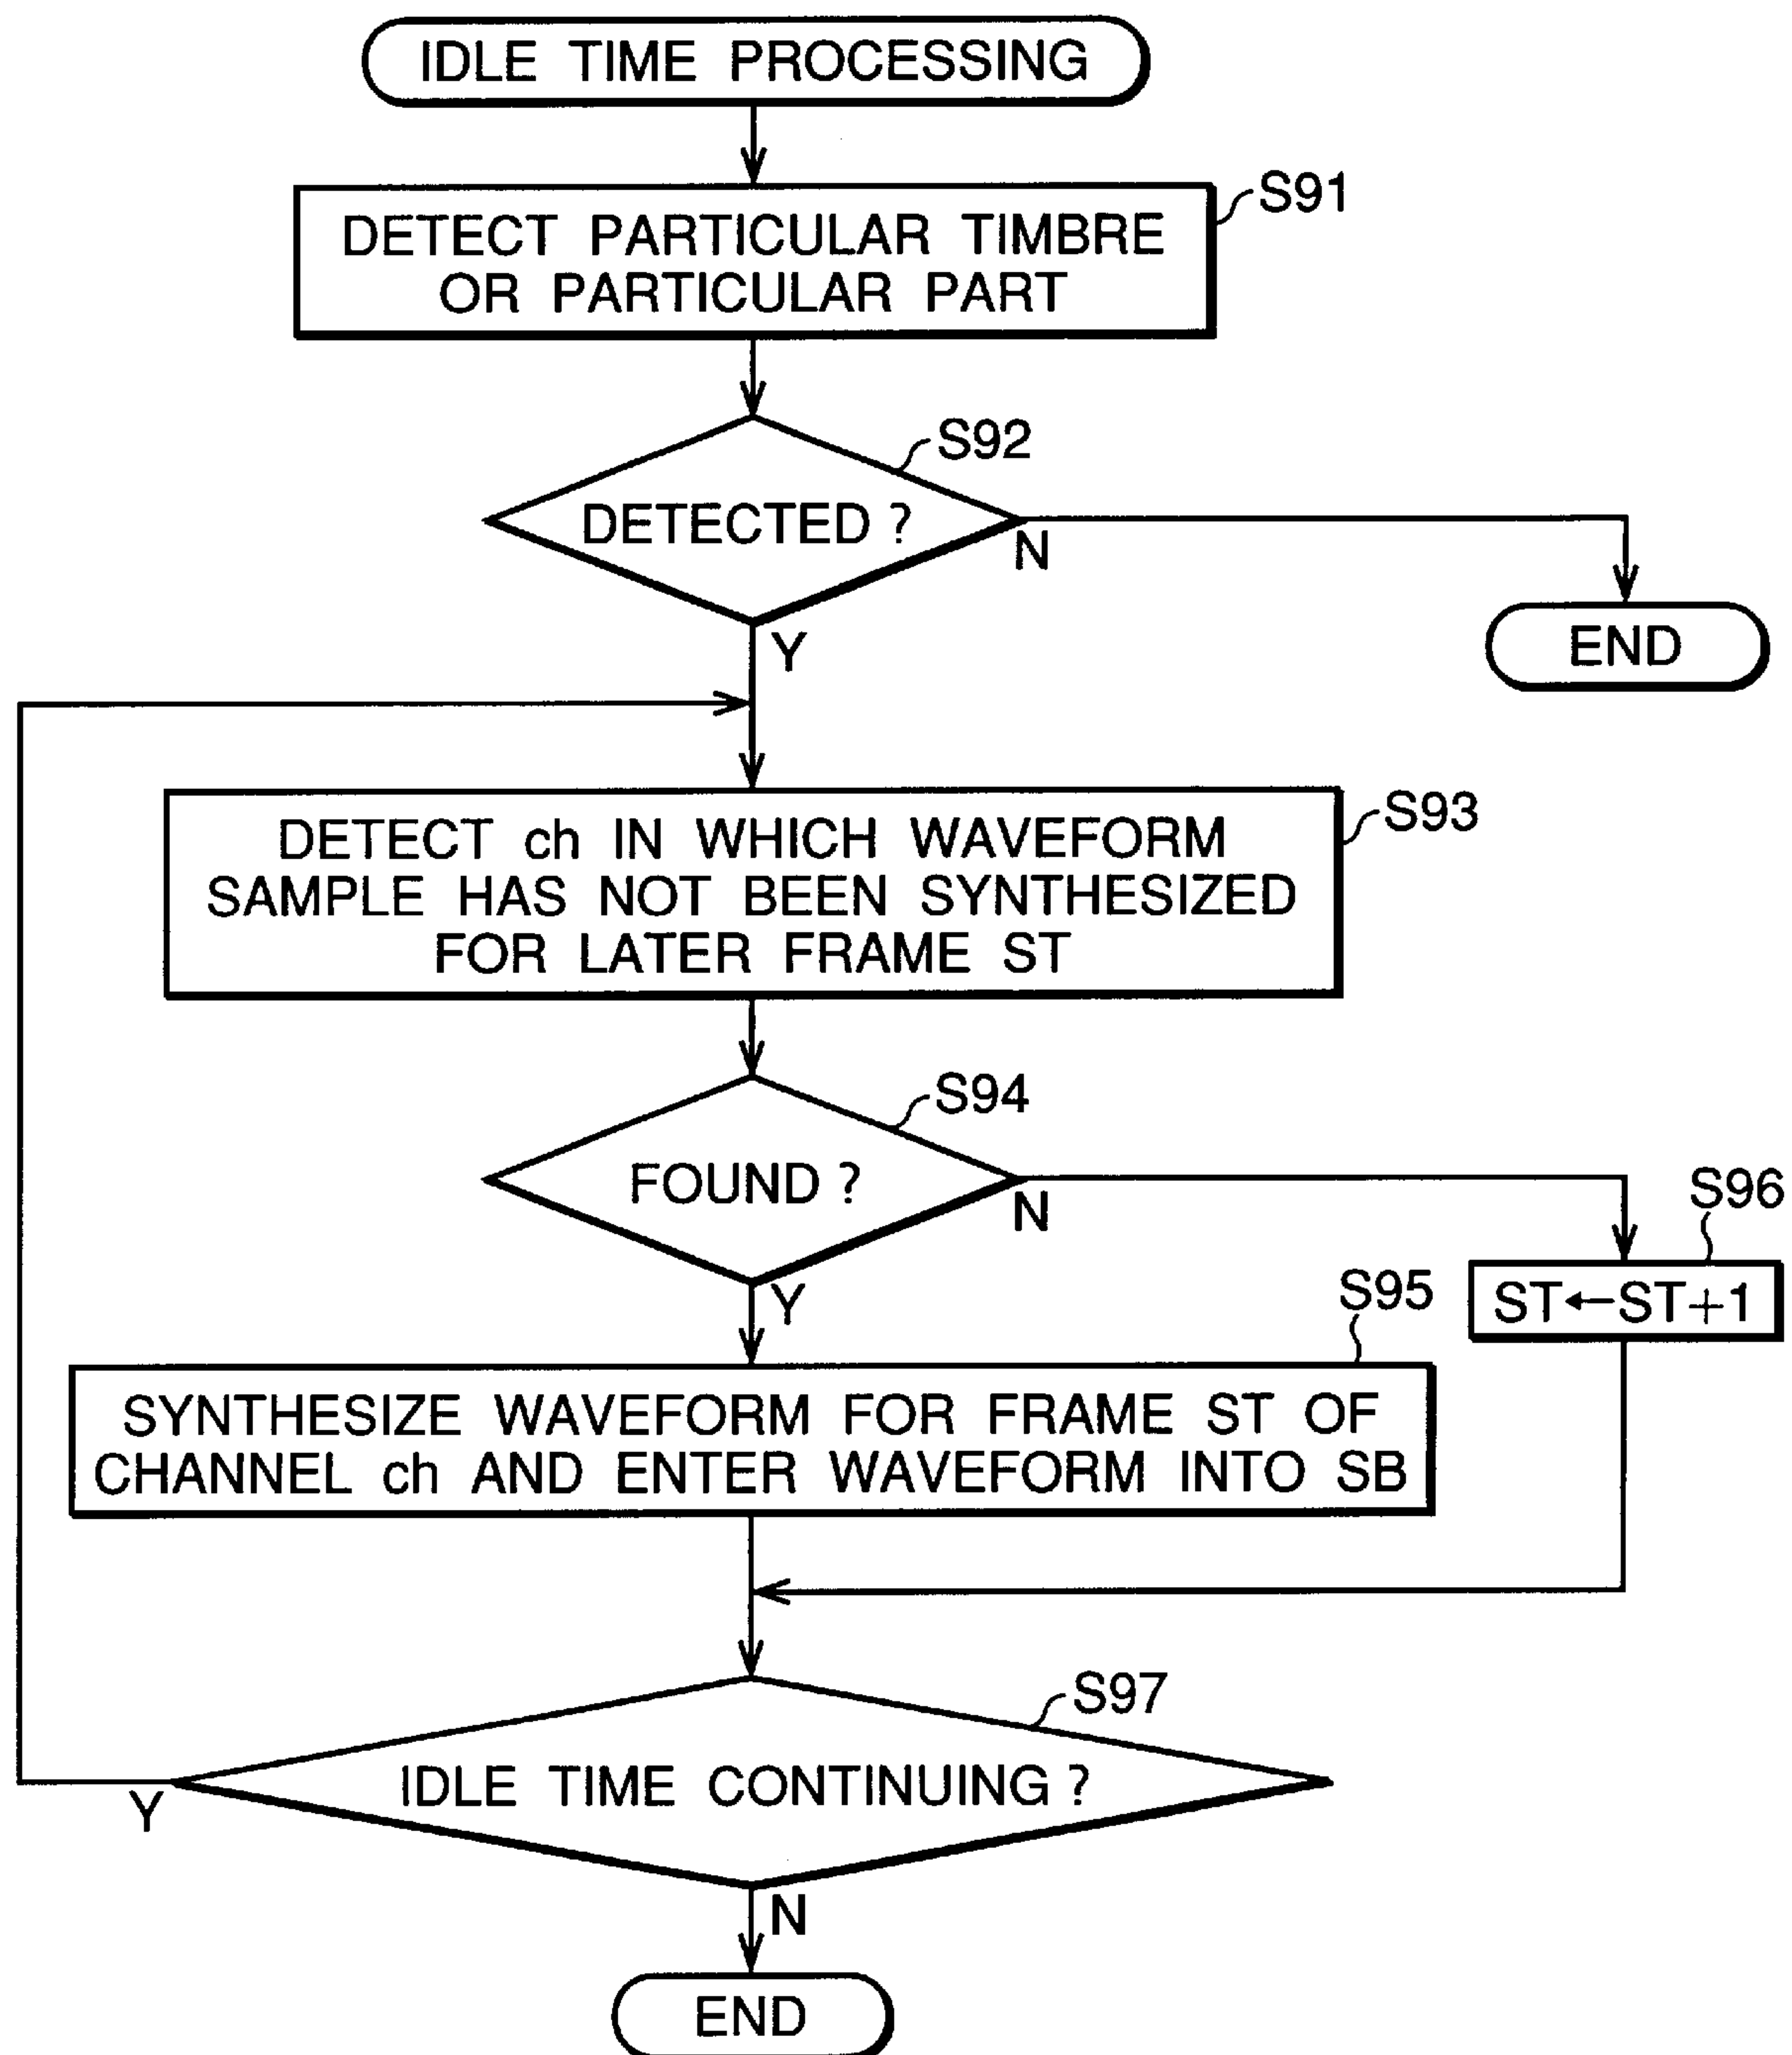 IDLE TIME PROCESSING
S91
DETECT PARTICULAR TIMBRE
OR PARTICULAR PART
S92
DETECTED ?
N
Y
END
S93
DETECT ch IN WHICH WAVEFORM
SAMPLE HAS NOT BEEN SYNTHESIZED
FOR LATER FRAME ST
S94
FOUND ?
N
Y
S96
ST←ST+1
S95
SYNTHESIZE WAVEFORM FOR FRAME ST OF
CHANNEL ch AND ENTER WAVEFORM INTO SB
S97
IDLE TIME CONTINUING ?
Y
N
END